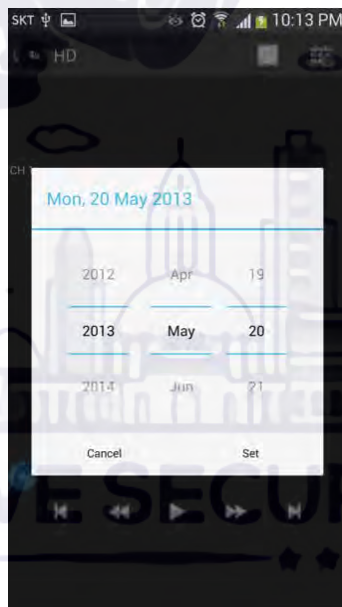 SKT 10:13 PM
HD
CH
Mon, 20 May 2013
2012 Apr 19
2013 May 20
2014 Jun 21
Cancel Set
VE SECU